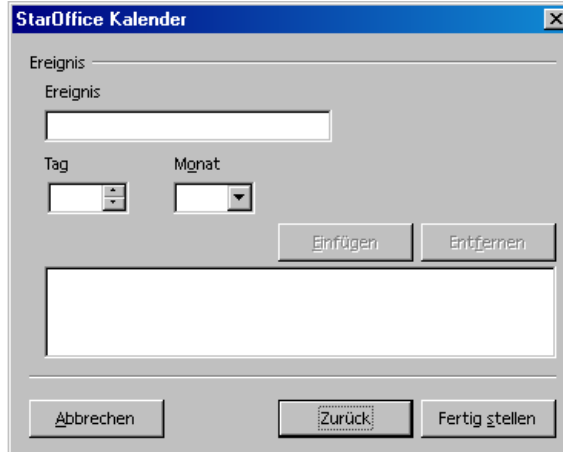 StarOffice Kalender
Ereignis
Ereignis
Tag Monat
Einfügen Entfernen
Abbrechen Zurück Fertig stellen